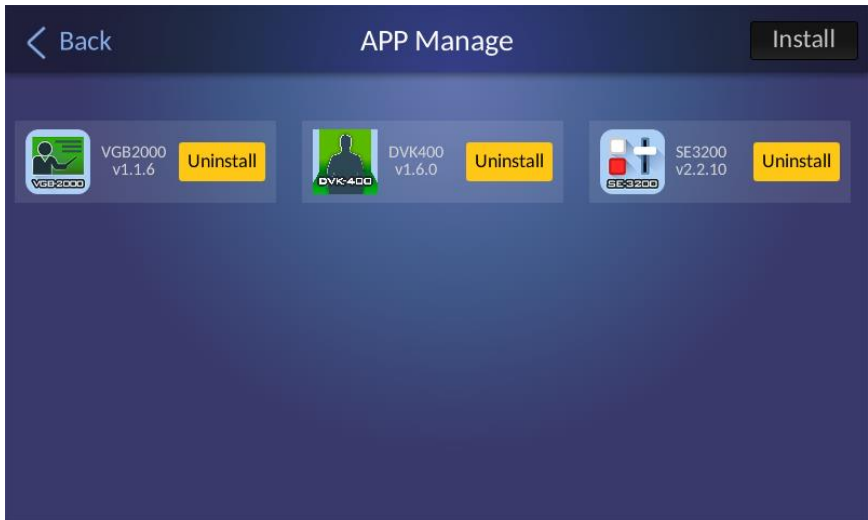 Back
APP Manage
Install
VGB-2000
VGB2000
v1.1.6
Uninstall
DVK-400
DVK400
v1.6.0
Uninstall
SE-3200
SE3200
v2.2.10
Uninstall